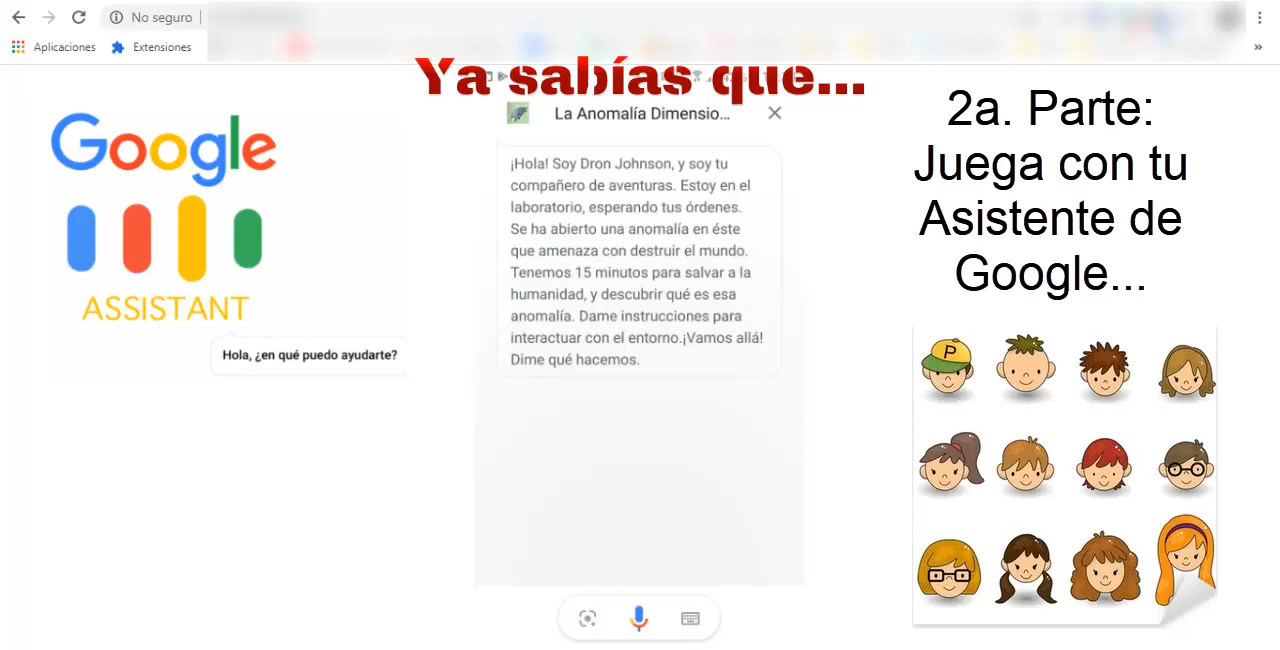 No seguro
Aplicaciones
Extensiones
Ya sabías que...
Google
ASSISTANT
Hola, ¿en qué puedo ayudarte?
La Anomalía Dimensio...
¡Hola! Soy Dron Johnson, y soy tu
compañero de aventuras. Estoy en el
laboratorio, esperando tus órdenes.
Se ha abierto una anomalía en éste
que amenaza con destruir el mundo.
Tenemos 15 minutos para salvar a la
humanidad, y descubrir qué es esa
anomalía. Dame instrucciones para
interactuar con el entorno.¡Vamos allá!
Dime qué hacemos.
2a. Parte:
Juega con tu
Asistente de
Google...
P